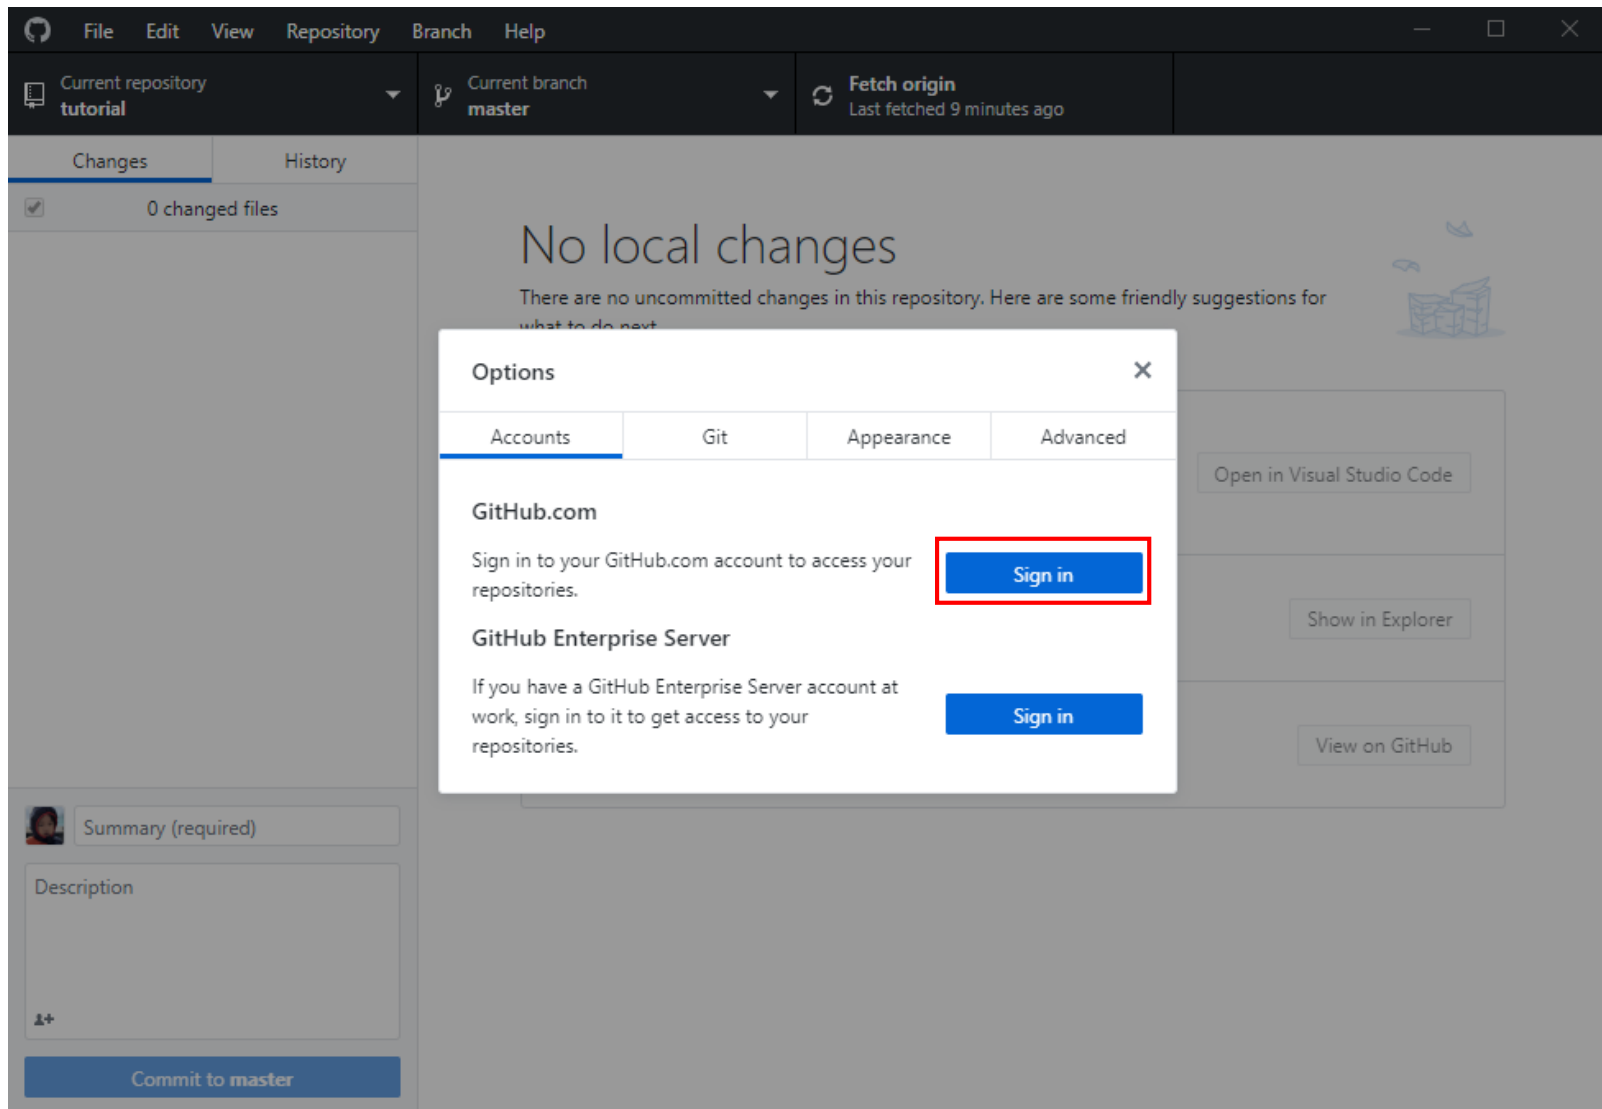 File Edit View Repository Branch Help
Current repository
tutorial
Current branch
master
Fetch origin
Last fetched 9 minutes ago
Changes
History
0 changed files
No local changes
There are no uncommitted changes in this repository. Here are some friendly suggestions for
what to do next
Options
Accounts
Git
Appearance
Advanced
GitHub.com
Sign in to your GitHub.com account to access your
repositories.
Sign in
GitHub Enterprise Server
If you have a GitHub Enterprise Server account at
work, sign in to it to get access to your
repositories.
Sign in
Open in Visual Studio Code
Show in Explorer
View on GitHub
Summary (required)
Description
Commit to master